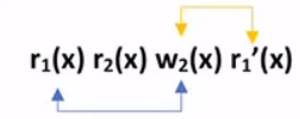 r₁(x) r₂(x) w₂(x) r₁’(x)